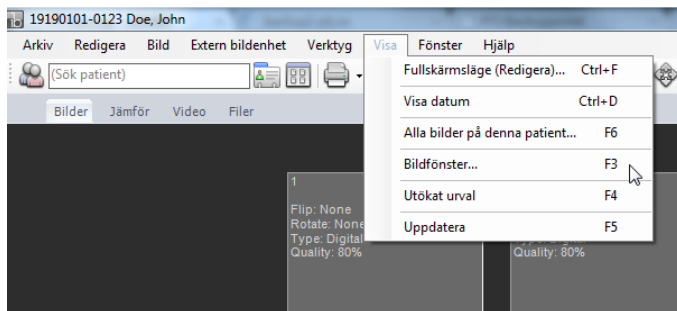 19190101-0123 Doe, John
Arkiv Redigera Bild Extern bildenhet Verktyg Visa Fönster Hjälp
(Sök patient)
Bilder Jämför Video Filer
Fullskärmsläge (Redigera)... Ctrl+F
Visa datum Ctrl+D
Alla bilder på denna patient... F6
Bildfönster... F3
Utökat urval F4
Uppdatera F5
1
Flip: None
Rotate: None
Type: Digital
Quality: 80%
Type: Digital
Quality: 80%